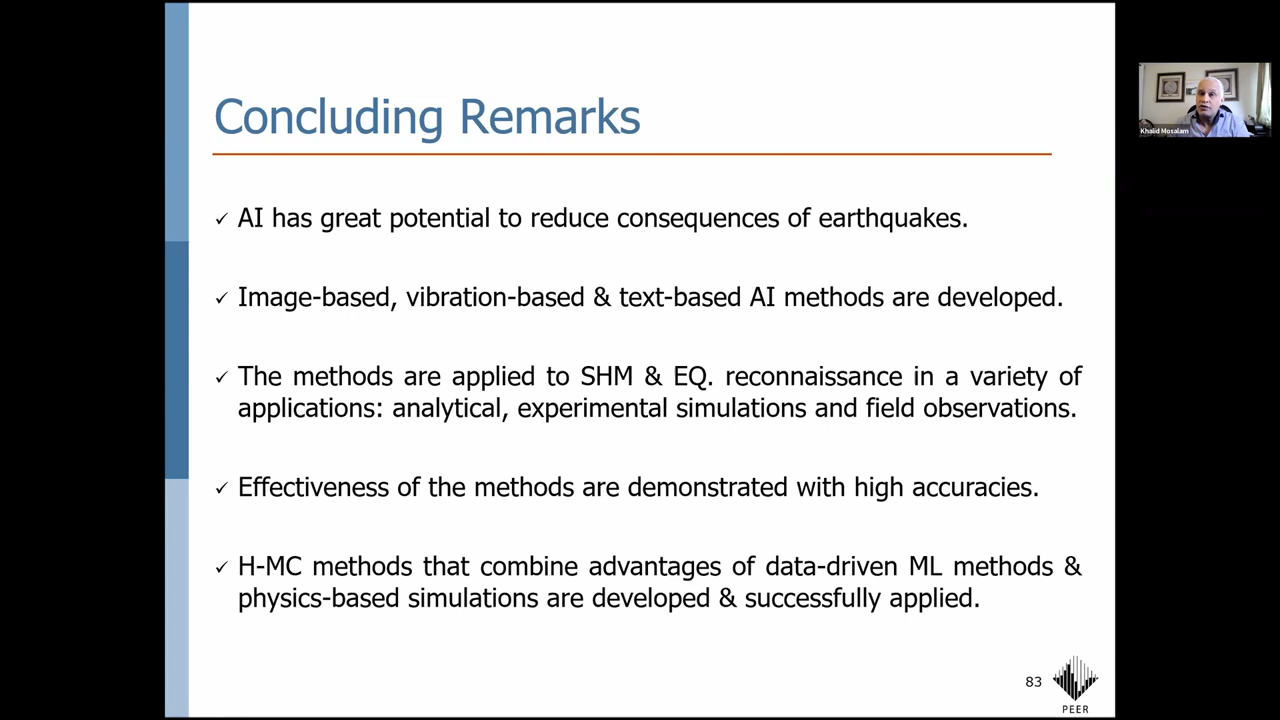 Concluding Remarks
✓ AI has great potential to reduce consequences of earthquakes.
✓ Image-based, vibration-based & text-based AI methods are developed.
✓ The methods are applied to SHM & EQ. reconnaissance in a variety of
applications: analytical, experimental simulations and field observations.
✓ Effectiveness of the methods are demonstrated with high accuracies.
✓ H-MC methods that combine advantages of data-driven ML methods &
physics-based simulations are developed & successfully applied.
83
PEER
Khalid Mosalam